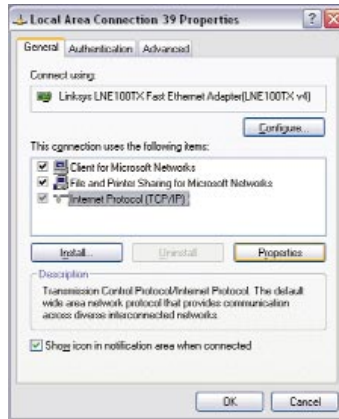 Local Area Connection 39 Properties
General Authentication Advanced
Connect using:
Linksys LNE100TX Fast Ethernet Adapter(LNE100TX v4)
Configure...
This connection uses the following items:
Client for Microsoft Networks
File and Printer Sharing for Microsoft Networks
Internet Protocol (TCP/IP)
Install... Uninstall Properties
Description
Transmission Control Protocol/Internet Protocol. The default
wide area network protocol that provides communication
across diverse interconnected networks.
Show icon in notification area when connected
OK Cancel